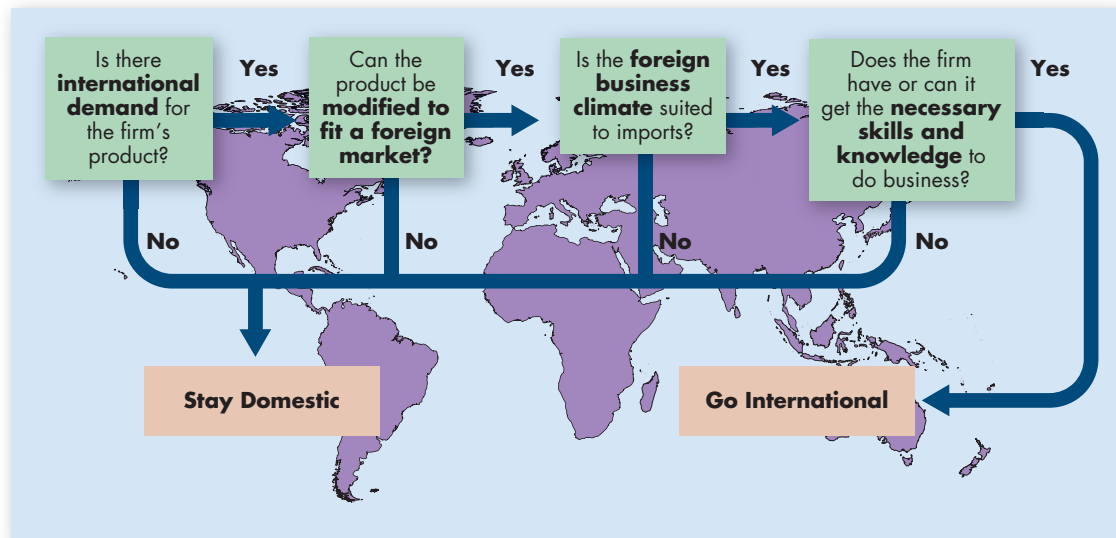 Is there
international
demand for
the firm's
product?
Yes
Can the
product be
modified to
fit a foreign
market?
Yes
Is the foreign
business
climate suited
to imports?
Yes
Does the firm
have or can it
get the necessary
skills and
knowledge to
do business?
Yes
No
No
No
No
Stay Domestic
Go International